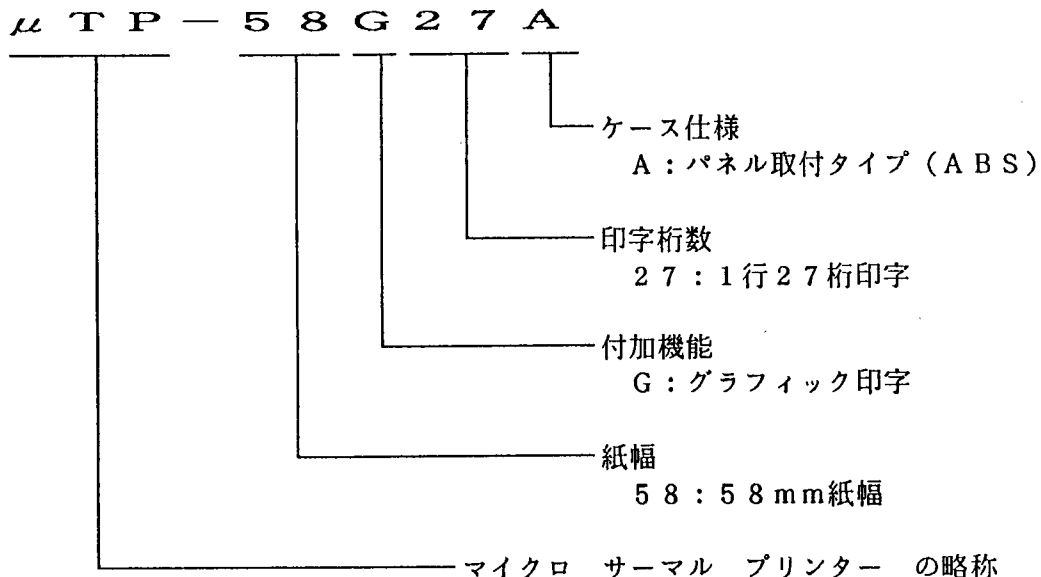 μTP-58G27A
ケース仕様
A:パネル取付タイプ(ABS)
印字桁数
27:1行27桁印字
付加機能
G:グラフィック印字
紙幅
58:58mm紙幅
マイクロ サーマル プリンター の略称